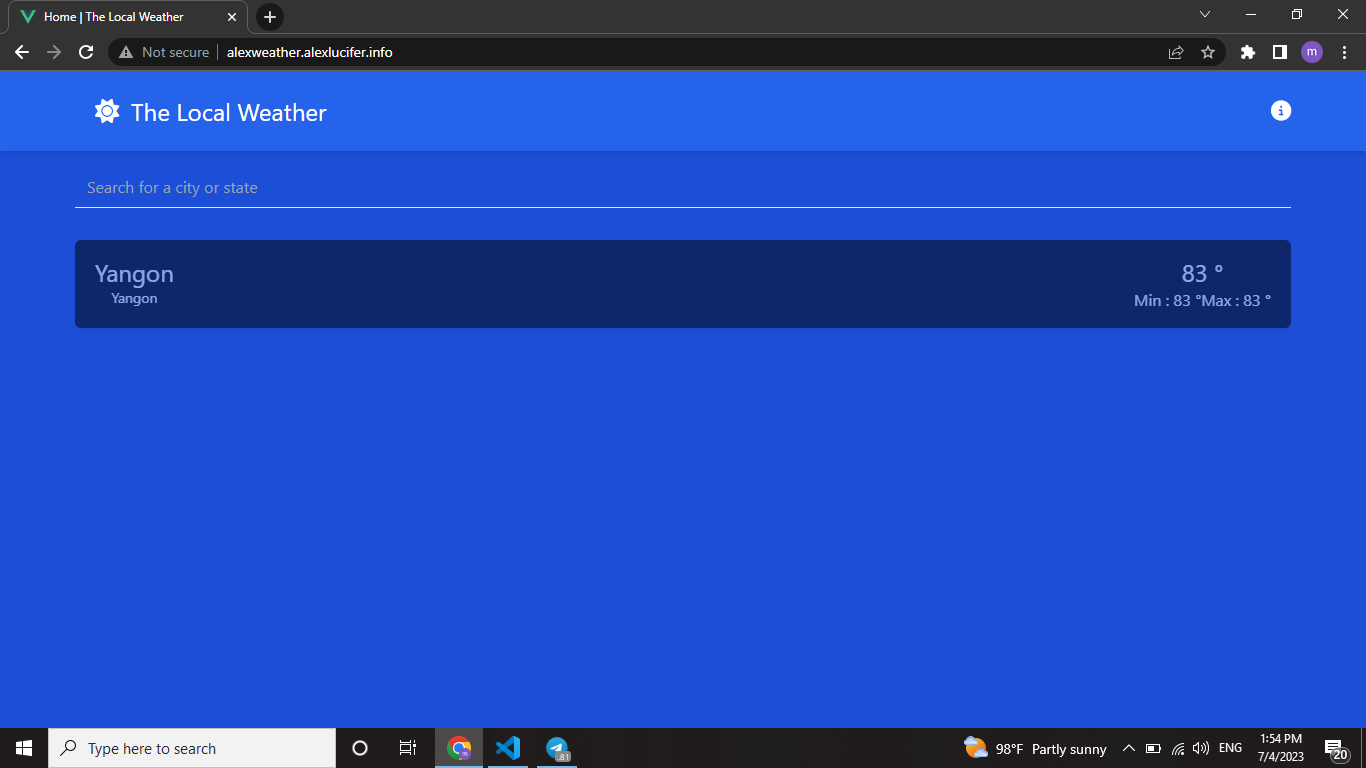 Home | The Local Weather
Not secure
alexweather.alexlucifer.info
m
The Local Weather
Search for a city or state
Yangon
Yangon
83 °
Min : 83 °Max : 83 °
Type here to search
81
98°F Partly sunny
ENG
1:54 PM
7/4/2023
20